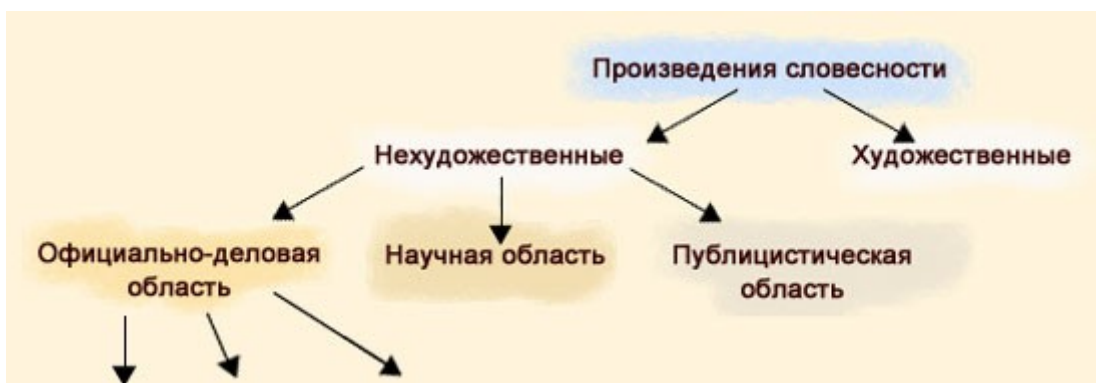 Произведения словесности
Нехудожественные
Художественные
Официально-деловая
область
Научная область
Публицистическая
область